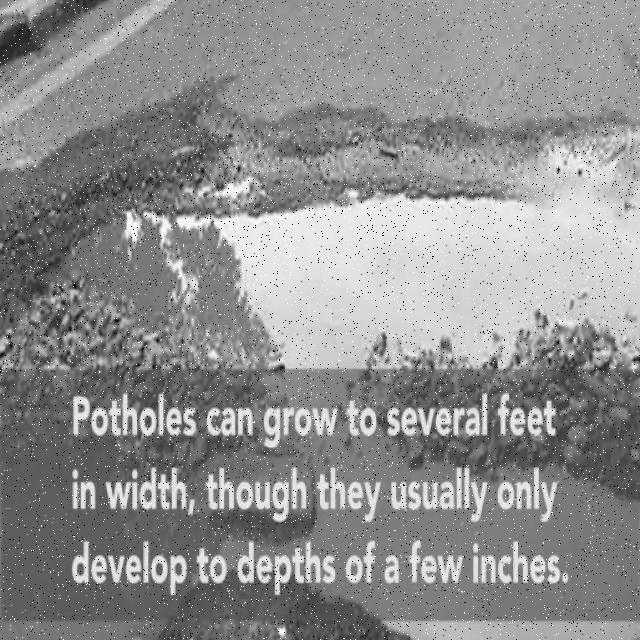 Potholes can grow to several feet
in width, though they usually only
develop to depths of a few inches.